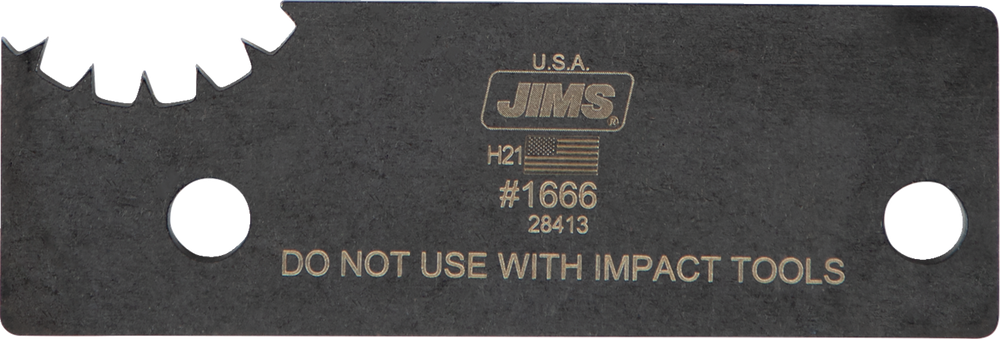 U.S.A.
JIMS®
H21
#1666
28413
DO NOT USE WITH IMPACT TOOLS